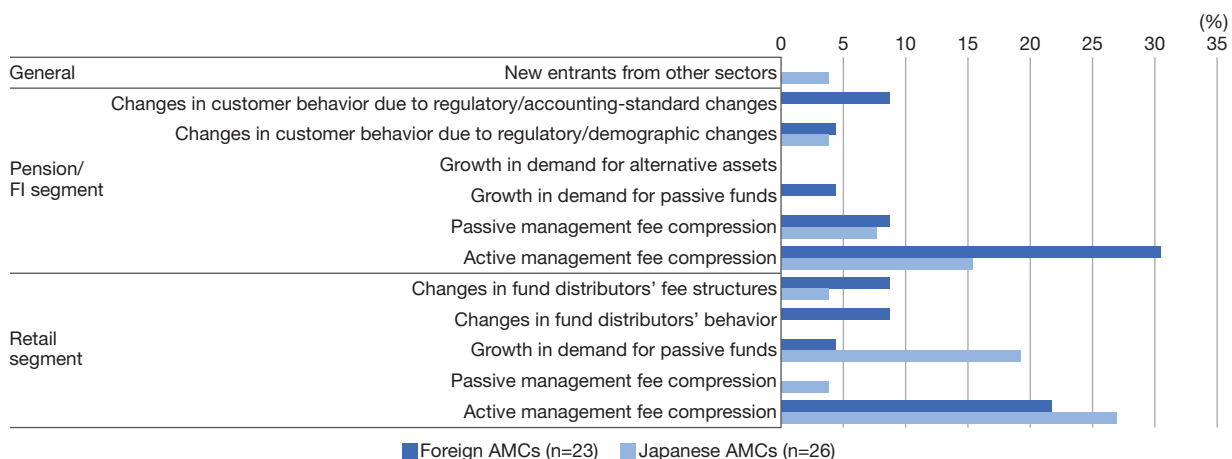 (%)
0 5 10 15 20 25 30 35
General New entrants from other sectors
Changes in customer behavior due to regulatory/accounting-standard changes
Changes in customer behavior due to regulatory/demographic changes
Pension/
FI segment
Growth in demand for alternative assets
Growth in demand for passive funds
Passive management fee compression
Active management fee compression
Changes in fund distributors’ fee structures
Changes in fund distributors’ behavior
Retail
segment
Growth in demand for passive funds
Passive management fee compression
Active management fee compression
Foreign AMCs (n=23) Japanese AMCs (n=26)